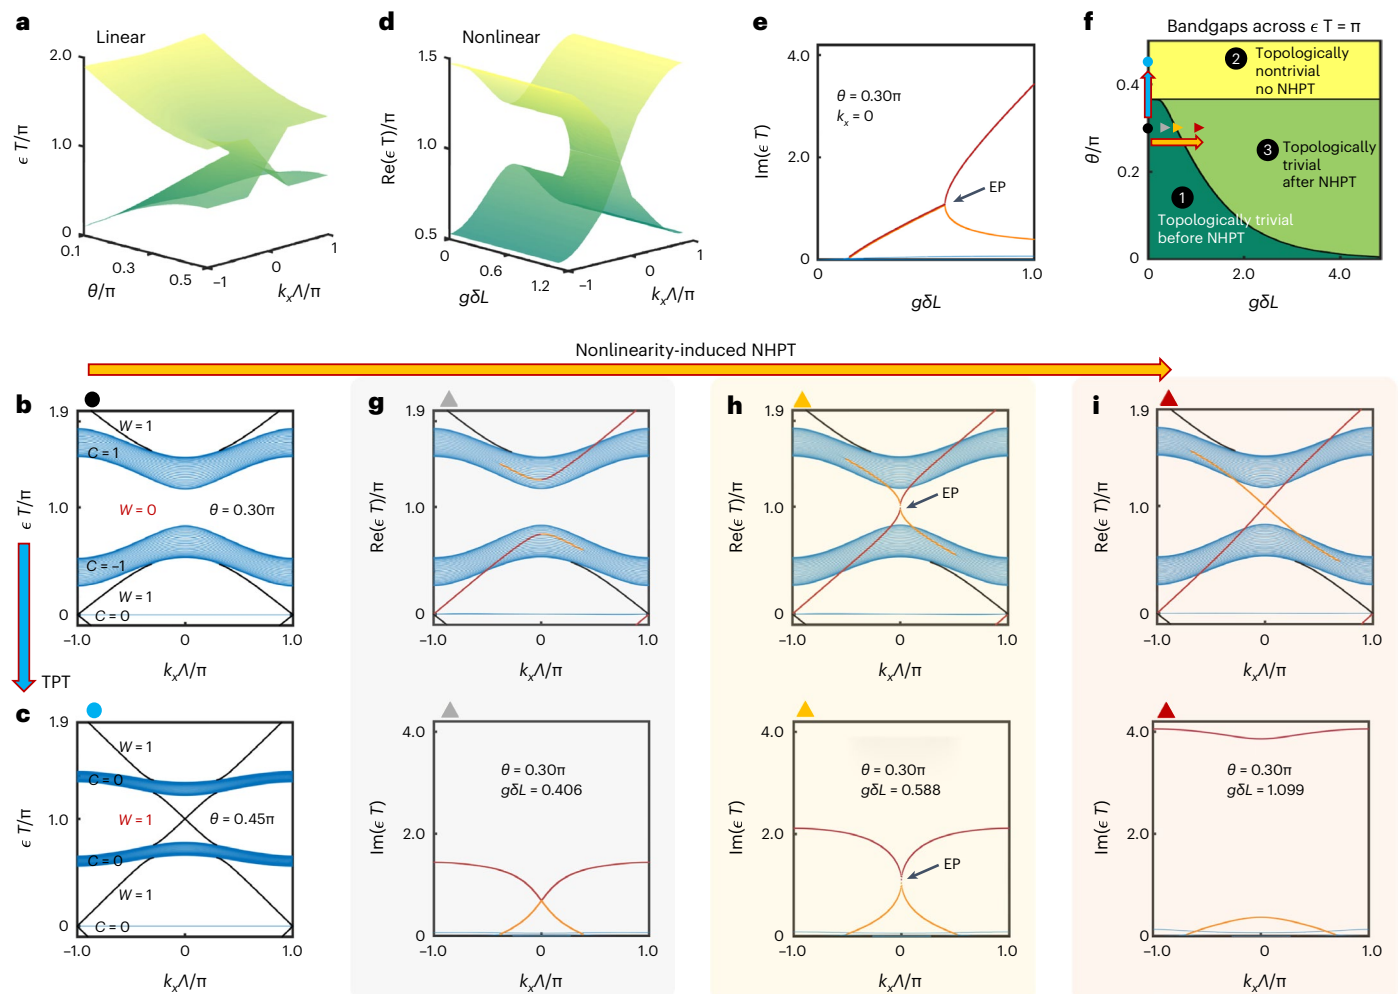 a
Linear
2.0
1.0
0
ϵ T/π
0.1
0.3
0.5
θ/π
−1
0
1
kₓΛ/π
d
Nonlinear
1.5
1.0
0.5
Re(ϵ T)/π
0
0.6
1.2
gδL
−1
0
1
kₓΛ/π
e
4.0
2.0
0
Im(ϵ T)
θ = 0.30π
kₓ = 0
EP
0
1.0
gδL
f
Bandgaps across ϵ T = π
2 Topologically
nontrivial
no NHPT
3 Topologically
trivial
after NHPT
1
Topologically trivial
before NHPT
0.4
0.2
0
θ/π
0
2.0
4.0
gδL
Nonlinearity-induced NHPT
b
1.9
1.0
0
ϵ T/π
W = 1
C = 1
W = 0
θ = 0.30π
C = −1
W = 1
C = 0
−1.0
0
1.0
kₓΛ/π
TPT
g
1.9
1.0
0
Re(ϵ T)/π
−1.0
0
1.0
kₓΛ/π
h
1.9
1.0
0
Re(ϵ T)/π
EP
−1.0
0
1.0
kₓΛ/π
i
1.9
1.0
0
Re(ϵ T)/π
−1.0
0
1.0
kₓΛ/π
c
1.9
1.0
0
ϵ T/π
W = 1
C = 0
W = 1
θ = 0.45π
C = 0
W = 1
C = 0
−1.0
0
1.0
kₓΛ/π
4.0
2.0
0
Im(ϵ T)
θ = 0.30π
gδL = 0.406
−1.0
0
1.0
kₓΛ/π
4.0
2.0
0
Im(ϵ T)
θ = 0.30π
gδL = 0.588
EP
−1.0
0
1.0
kₓΛ/π
4.0
2.0
0
Im(ϵ T)
θ = 0.30π
gδL = 1.099
−1.0
0
1.0
kₓΛ/π